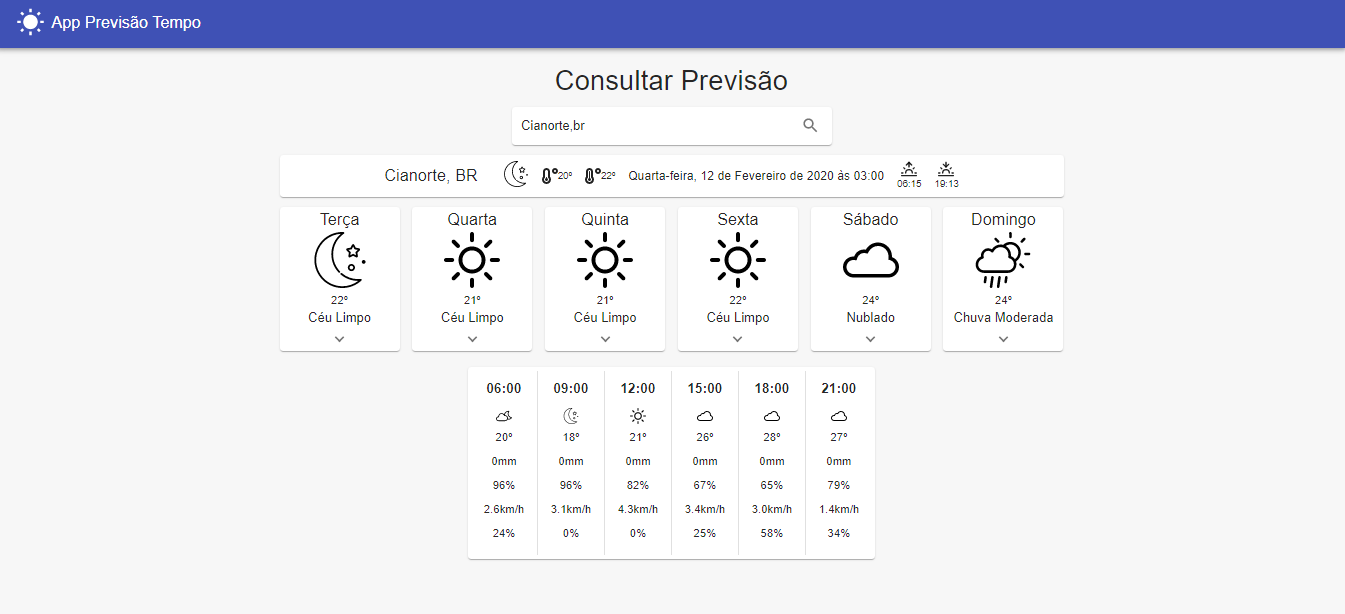 App Previsão Tempo
Consultar Previsão
Cianorte,br
Cianorte, BR 20° 22° Quarta-feira, 12 de Fevereiro de 2020 às 03:00 06:15 19:13
Terça Quarta Quinta Sexta Sábado Domingo
22° 21° 21° 22° 24° 24°
Céu Limpo Céu Limpo Céu Limpo Céu Limpo Nublado Chuva Moderada
06:00 09:00 12:00 15:00 18:00 21:00
20° 18° 21° 26° 28° 27°
0mm 0mm 0mm 0mm 0mm 0mm
96% 96% 82% 67% 65% 79%
2.6km/h 3.1km/h 4.3km/h 3.4km/h 3.0km/h 1.4km/h
24% 0% 0% 25% 58% 34%